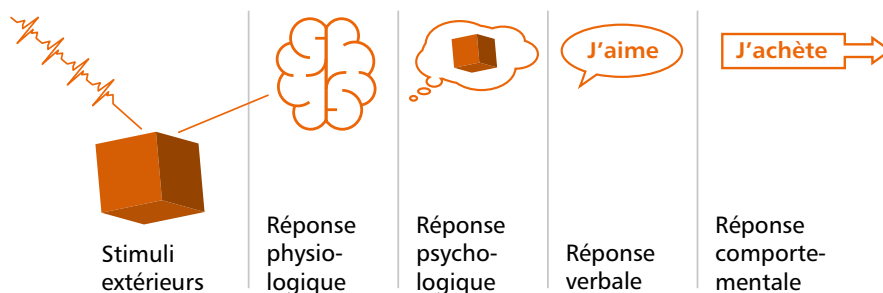 J'aime
J'achète
Stimuli
extérieurs
Réponse
physio-
logique
Réponse
psycho-
logique
Réponse
verbale
Réponse
comporte-
mentale